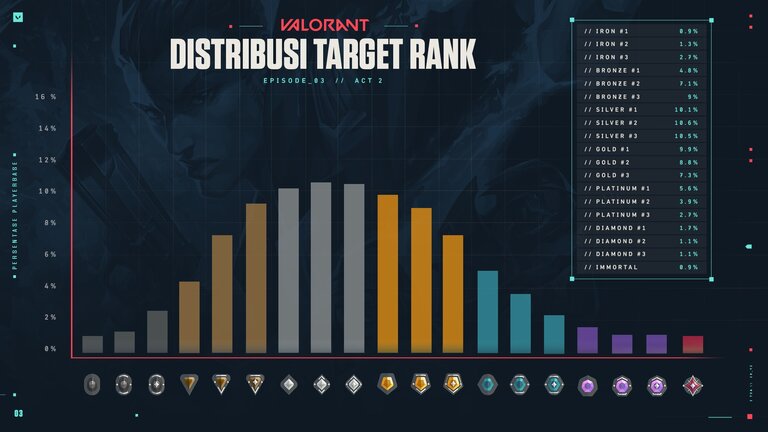 VALORANT
DISTRIBUSI TARGET RANK
EPISODE_03 // ACT 2
PERSENTASE PLAYERBASE
16 %
14%
12%
10%
8%
6%
4%
2%
0%
// IRON #1 0.9%
// IRON #2 1.3%
// IRON #3 2.7%
// BRONZE #1 4.8%
// BRONZE #2 7.1%
// BRONZE #3 9%
// SILVER #1 10.1%
// SILVER #2 10.6%
// SILVER #3 10.5%
// GOLD #1 9.9%
// GOLD #2 8.8%
// GOLD #3 7.3%
// PLATINUM #1 5.6%
// PLATINUM #2 3.9%
// PLATINUM #3 2.7%
// DIAMOND #1 1.7%
// DIAMOND #2 1.1%
// DIAMOND #3 1.1%
// IMMORTAL 0.9%
03